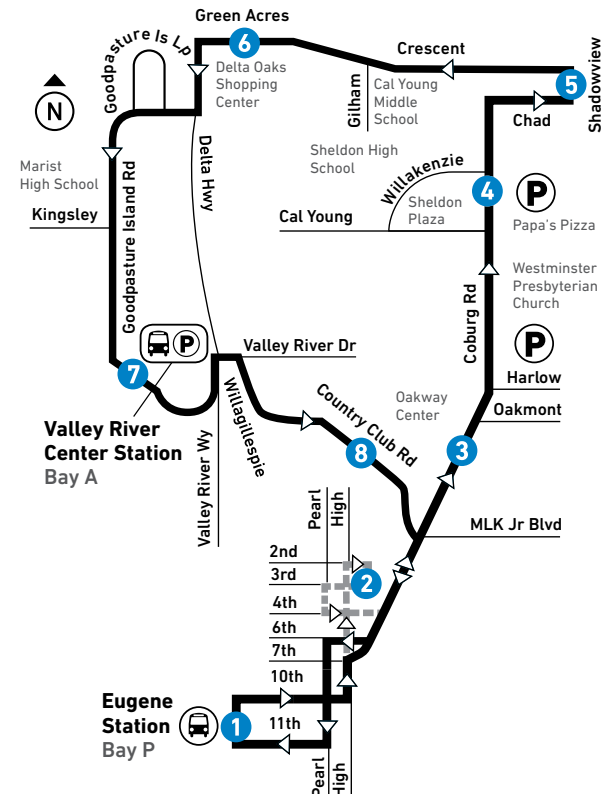 Green Acres
6
Goodpasture Is Lp
Delta Oaks
Shopping
Center
Crescent
5
Shadowview
N
Gilham
Cal Young
Middle
School
Chad
Marist
High School
Delta Hwy
Sheldon High
School
Willakenzie
4
P
Kingsley
Sheldon
Plaza
Cal Young
Papa's Pizza
Goodpasture Island Rd
Westminster
Presbyterian
Church
Coburg Rd
P
P
Valley River Dr
7
Harlow
Willagillespie
Country Club Rd
Oakway
Center
Oakmont
Valley River
Center Station
Bay A
3
8
Valley River Wy
Pearl
High
MLK Jr Blvd
2nd
3rd
2
4th
6th
7th
10th
Eugene
Station
Bay P
1
11th
Pearl
High